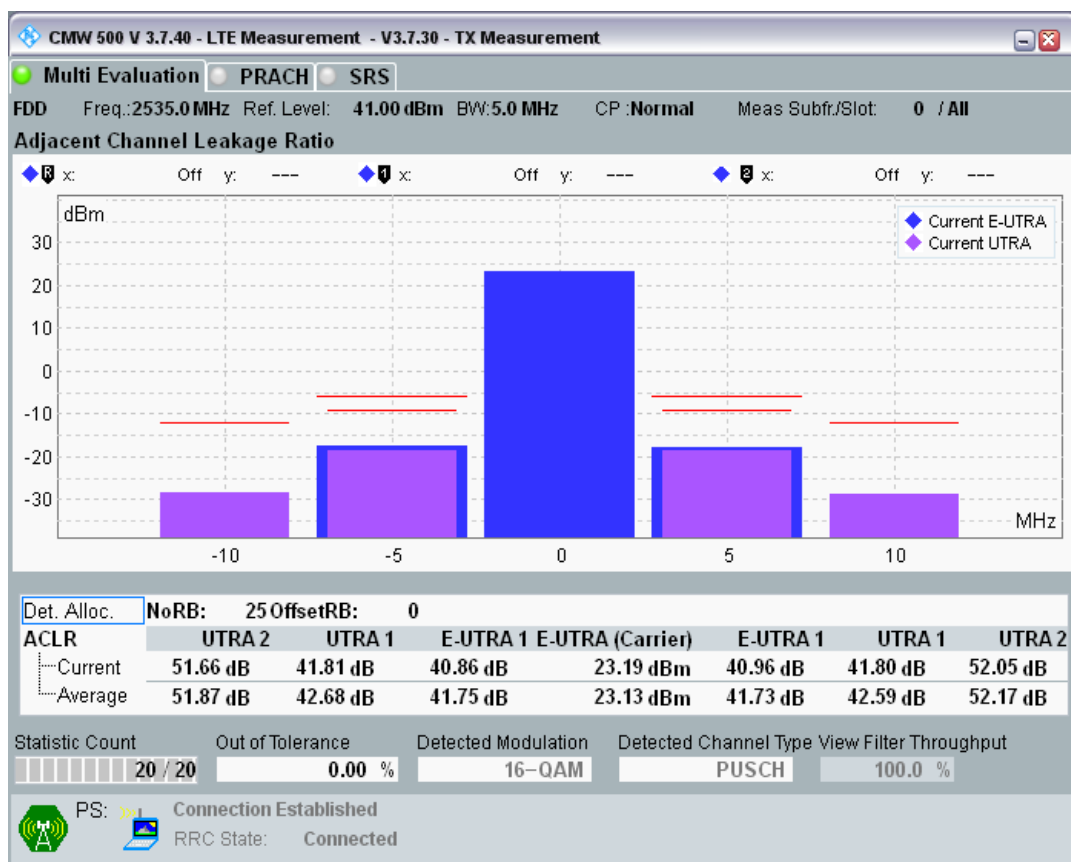 CMW 500 V 3.7.40 - LTE Measurement - V3.7.30 - TX Measurement
Multi Evaluation PRACH SRS
FDD Freq.:2535.0 MHz Ref. Level: 41.00 dBm BW:5.0 MHz CP :Normal Meas Subfr./Slot: 0 / All
Adjacent Channel Leakage Ratio
R x: Off y: --- 1 x: Off y: --- 2 x: Off y: ---
dBm
Current E-UTRA
Current UTRA
30
20
10
0
-10
-20
-30
MHz
-10 -5 0 5 10
Det. Alloc. NoRB: 25 OffsetRB: 0
ACLR UTRA 2 UTRA 1 E-UTRA 1 E-UTRA (Carrier) E-UTRA 1 UTRA 1 UTRA 2
Current 51.66 dB 41.81 dB 40.86 dB 23.19 dBm 40.96 dB 41.80 dB 52.05 dB
Average 51.87 dB 42.68 dB 41.75 dB 23.13 dBm 41.73 dB 42.59 dB 52.17 dB
Statistic Count Out of Tolerance Detected Modulation Detected Channel Type View Filter Throughput
20 / 20 0.00 % 16-QAM PUSCH 100.0 %
PS: Connection Established
RRC State: Connected